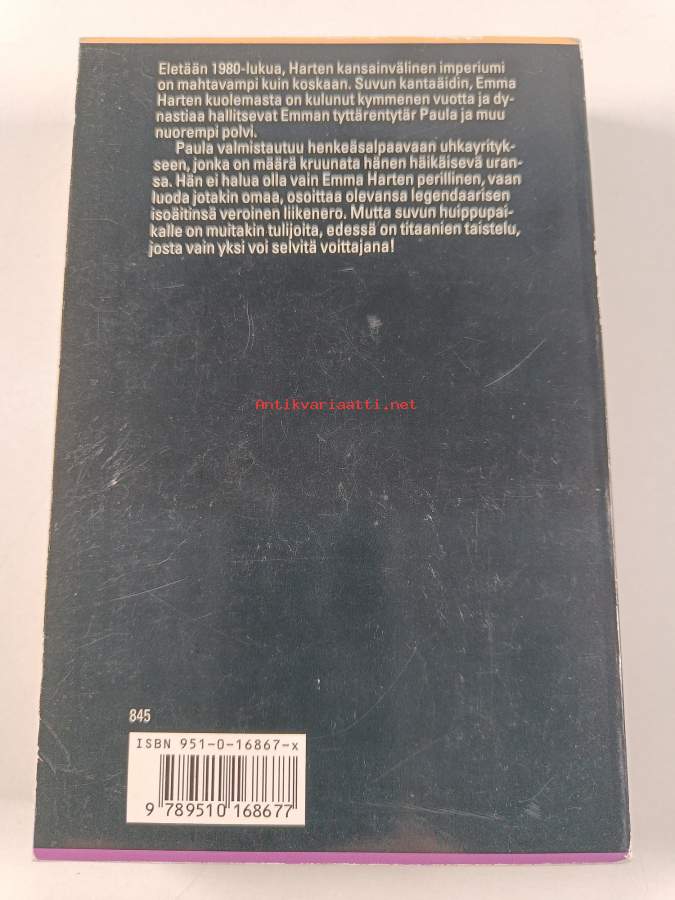 Eletään 1980-lukua, Harten kansainvälinen imperiumi
on mahtavampi kuin koskaan. Suvun kantaäidin, Emma
Harten kuolemasta on kulunut kymmenen vuotta ja dy-
nastiaa hallitsevat Emman tyttärentytär Paula ja muu
nuorempi polvi.
Paula valmistautuu henkeäsalpaavaan uhkayrityk-
seen, jonka on määrä kruunata hänen häikäisevä uran-
sa. Hän ei halua olla vain Emma Harten perillinen, vaan
luoda jotakin omaa, osoittaa olevansa legendaarisen
isoäitinsä veroinen liikenero. Mutta suvun huippupai-
kalle on muitakin tulijoita, edessä on titaanien taistelu,
josta vain yksi voi selvitä voittajana!
Antikvariaatti.net
845
ISBN 951-0-16867-x
9 789510 168677